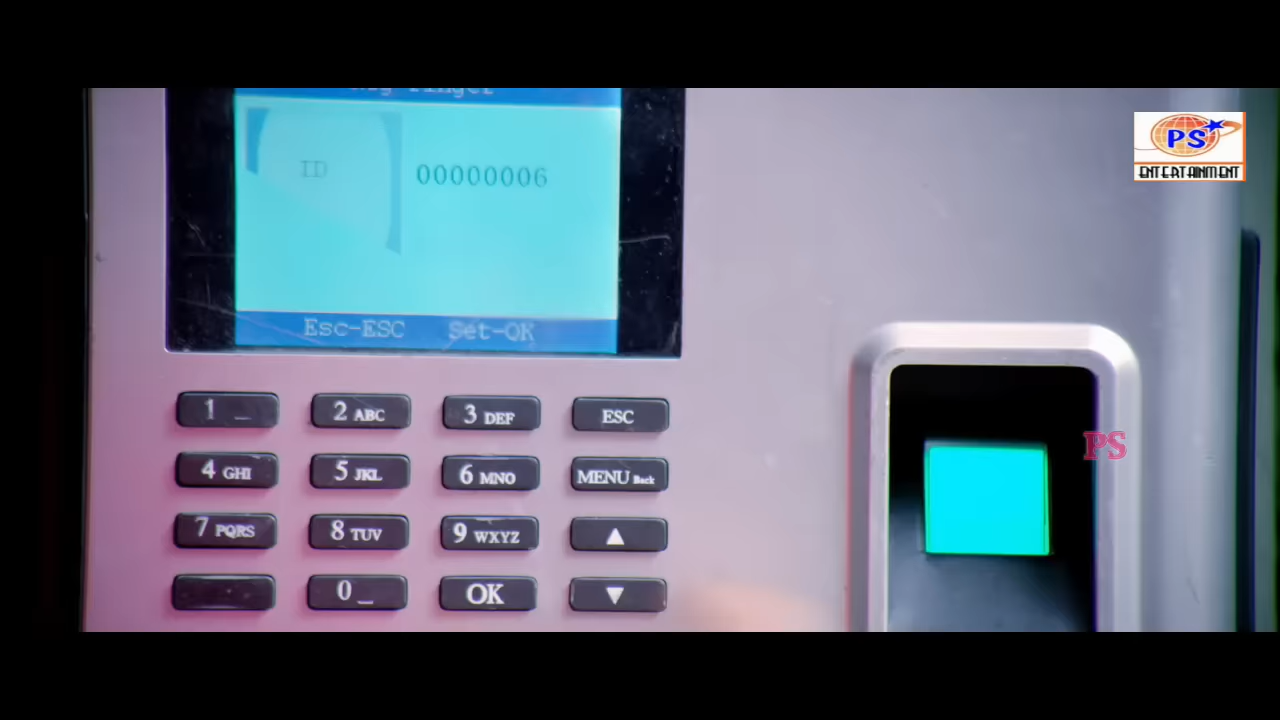 ID 00000006
Esc-ESC Set-OK
PS
ENTERTAINMENT
1 _ 2 ABC 3 DEF ESC
PS
4 GHI 5 JKL 6 MNO MENU Back
7 PQRS 8 TUV 9 WXYZ ▲
0 _ OK ▼